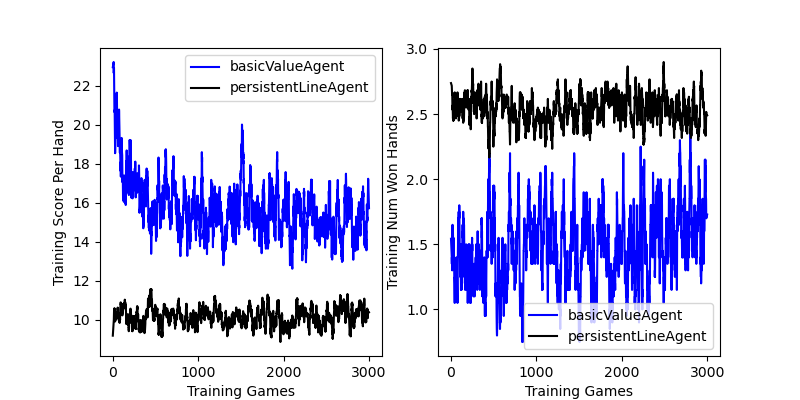 basicValueAgent
persistentLineAgent
Training Score Per Hand
22
20
18
16
14
12
10
0
1000
2000
3000
Training Games
Training Num Won Hands
3.0
2.5
2.0
1.5
1.0
basicValueAgent
persistentLineAgent
0
1000
2000
3000
Training Games